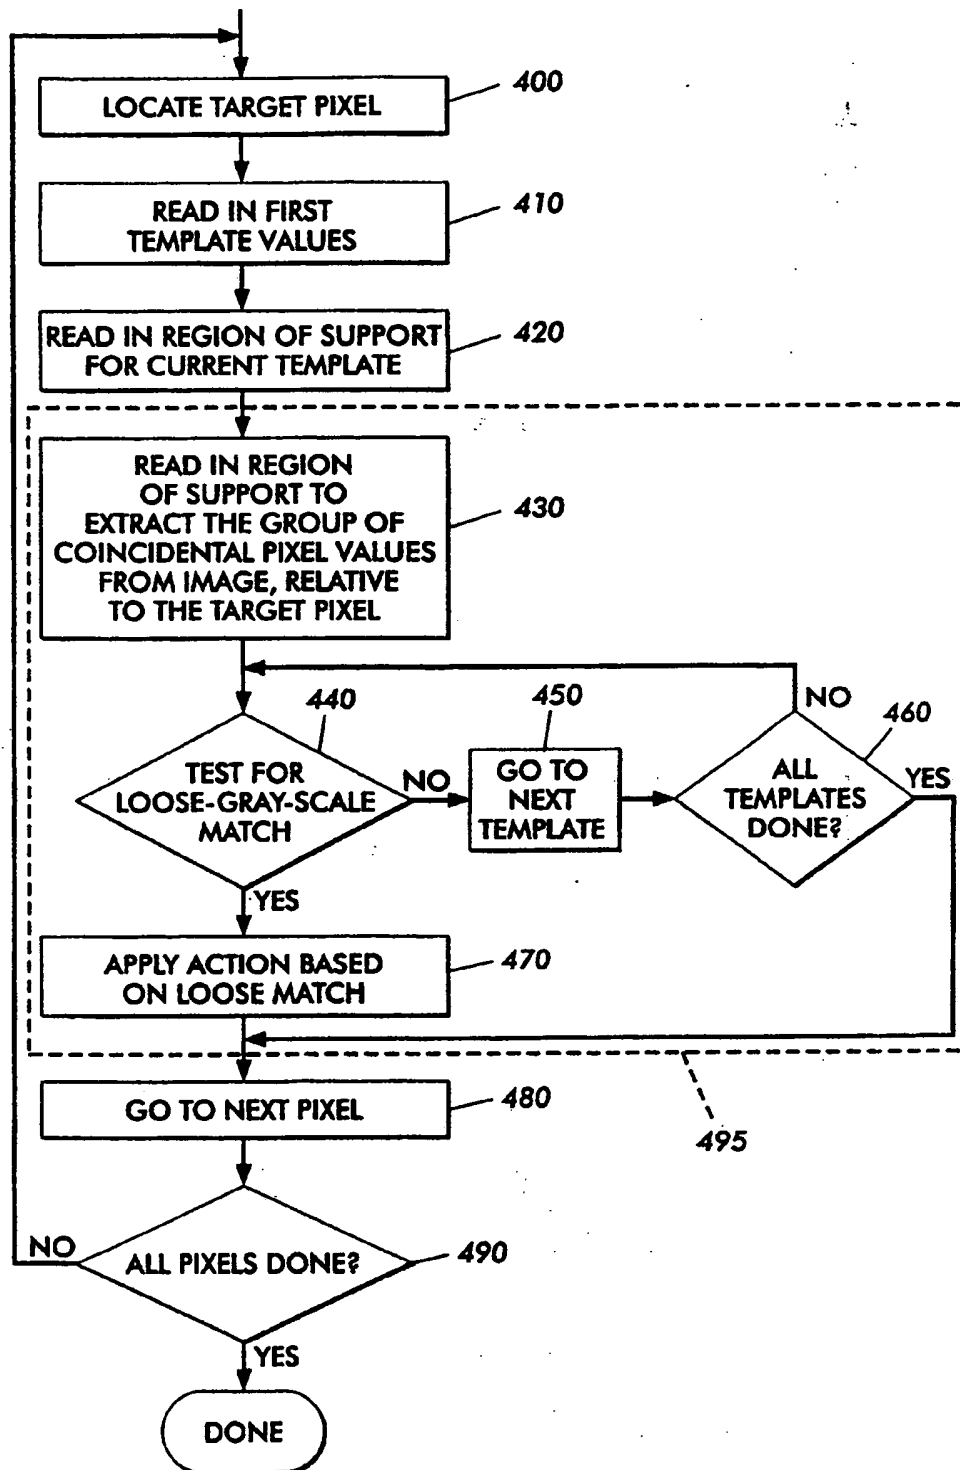 LOCATE TARGET PIXEL
400
READ IN FIRST
TEMPLATE VALUES
410
READ IN REGION OF SUPPORT
FOR CURRENT TEMPLATE
420
READ IN REGION
OF SUPPORT TO
EXTRACT THE GROUP OF
COINCIDENTAL PIXEL VALUES
FROM IMAGE, RELATIVE
TO THE TARGET PIXEL
430
440
TEST FOR
LOOSE-GRAY-SCALE
MATCH
NO
450
GO TO
NEXT
TEMPLATE
NO
460
ALL
TEMPLATES
DONE?
YES
YES
APPLY ACTION BASED
ON LOOSE MATCH
470
GO TO NEXT PIXEL
480
495
NO
ALL PIXELS DONE?
490
YES
DONE